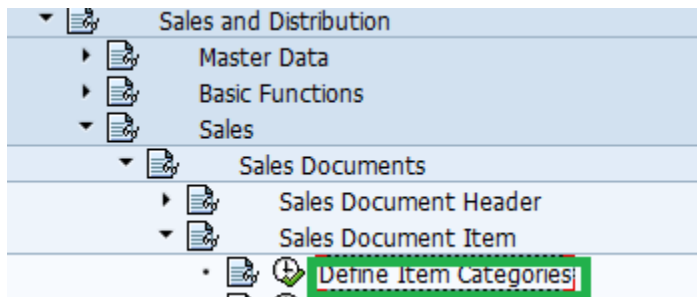 Sales and Distribution
Master Data
Basic Functions
Sales
Sales Documents
Sales Document Header
Sales Document Item
Define Item Categories